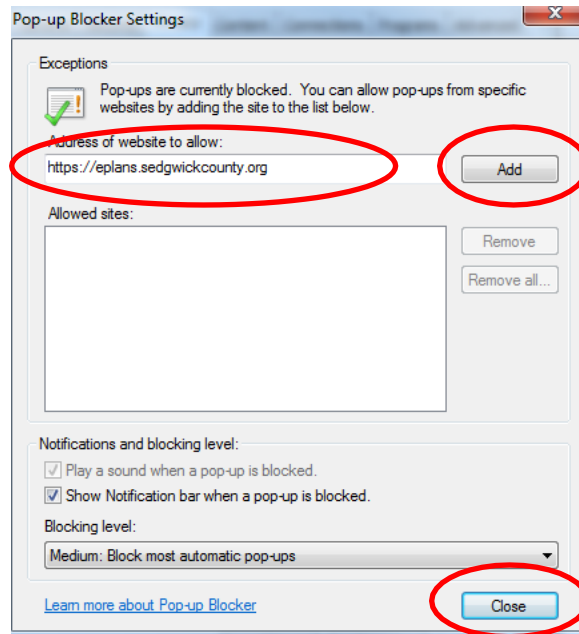 Pop-up Blocker Settings
X
Exceptions
Pop-ups are currently blocked. You can allow pop-ups from specific
websites by adding the site to the list below.
Address of website to allow:
https://eplans.sedgwickcounty.org
Add
Allowed sites:
Remove
Remove all...
Notifications and blocking level:
Play a sound when a pop-up is blocked.
Show Notification bar when a pop-up is blocked.
Blocking level:
Medium: Block most automatic pop-ups
Learn more about Pop-up Blocker
Close